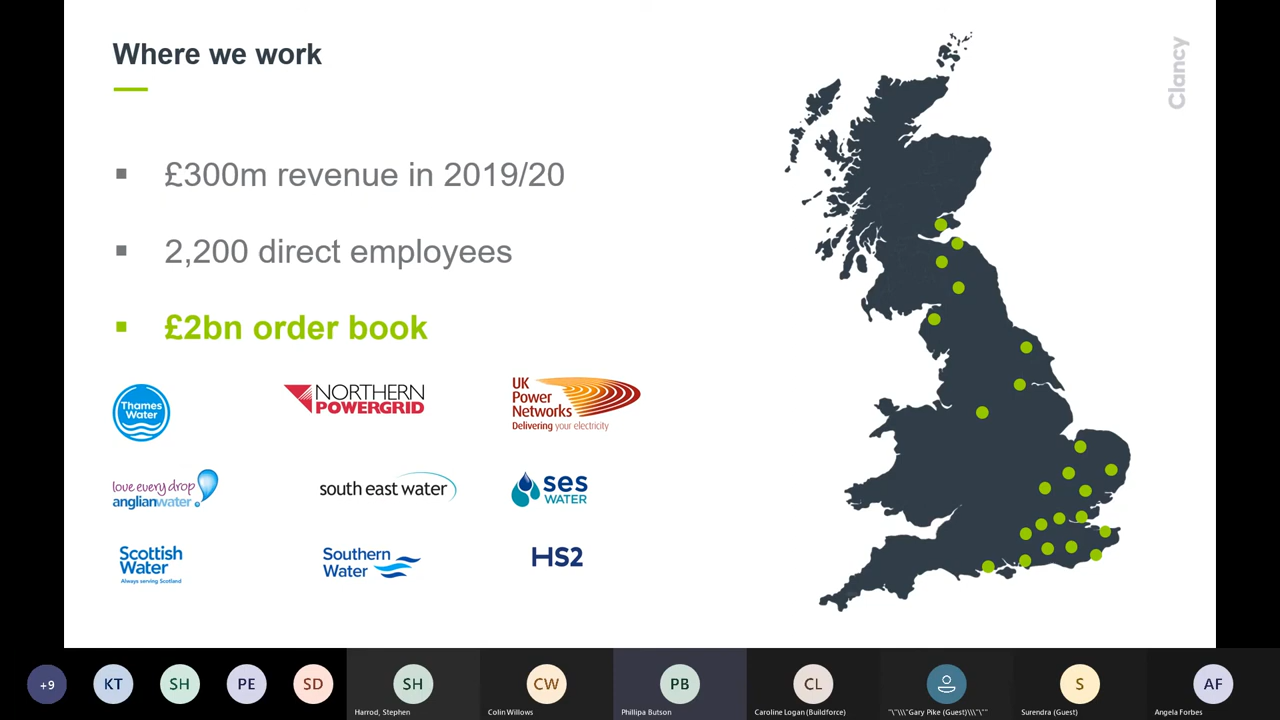 Where we work
Clancy
£300m revenue in 2019/20
2,200 direct employees
£2bn order book
Thames
Water
NORTHERN
POWERGRID
UK
Power
Networks
Delivering your electricity
love every drop
anglianwater
south east water
ses
WATER
Scottish
Water
Always serving Scotland
Southern
Water
HS2
+9
KT
SH
PE
SD
SH
CW
PB
CL
S
AF
Harrod, Stephen
Colin Willows
Phillipa Butson
Caroline Logan (Buildforce)
"\"\\\"Gary Pike (Guest)\\\"\""
Surendra (Guest)
Angela Forbes